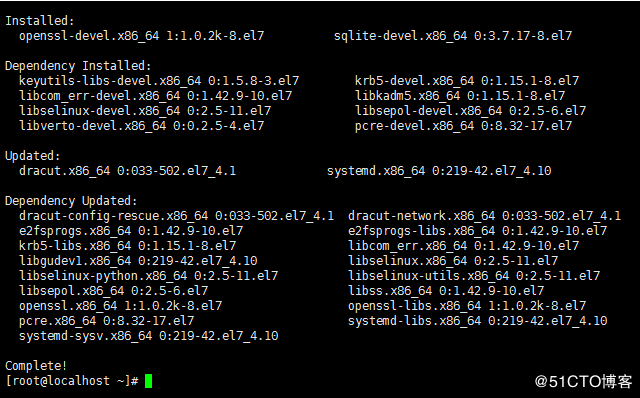 Installed:
openssl-devel.x86_64 1:1.0.2k-8.el7 sqlite-devel.x86_64 0:3.7.17-8.el7
Dependency Installed:
keyutils-libs-devel.x86_64 0:1.5.8-3.el7 krb5-devel.x86_64 0:1.15.1-8.el7
libcom_err-devel.x86_64 0:1.42.9-10.el7 libkadm5.x86_64 0:1.15.1-8.el7
libselinux-devel.x86_64 0:2.5-11.el7 libsepol-devel.x86_64 0:2.5-6.el7
libverto-devel.x86_64 0:0.2.5-4.el7 pcre-devel.x86_64 0:8.32-17.el7
Updated:
dracut.x86_64 0:033-502.el7_4.1 systemd.x86_64 0:219-42.el7_4.10
Dependency Updated:
dracut-config-rescue.x86_64 0:033-502.el7_4.1 dracut-network.x86_64 0:033-502.el7_4.1
e2fsprogs.x86_64 0:1.42.9-10.el7 e2fsprogs-libs.x86_64 0:1.42.9-10.el7
krb5-libs.x86_64 0:1.15.1-8.el7 libcom_err.x86_64 0:1.42.9-10.el7
libgudev1.x86_64 0:219-42.el7_4.10 libselinux.x86_64 0:2.5-11.el7
libselinux-python.x86_64 0:2.5-11.el7 libselinux-utils.x86_64 0:2.5-11.el7
libsepol.x86_64 0:2.5-6.el7 libss.x86_64 0:1.42.9-10.el7
openssl.x86_64 1:1.0.2k-8.el7 openssl-libs.x86_64 1:1.0.2k-8.el7
pcre.x86_64 0:8.32-17.el7 systemd-libs.x86_64 0:219-42.el7_4.10
systemd-sysv.x86_64 0:219-42.el7_4.10
Complete!
[root@localhost ~]#
@51CTO博客